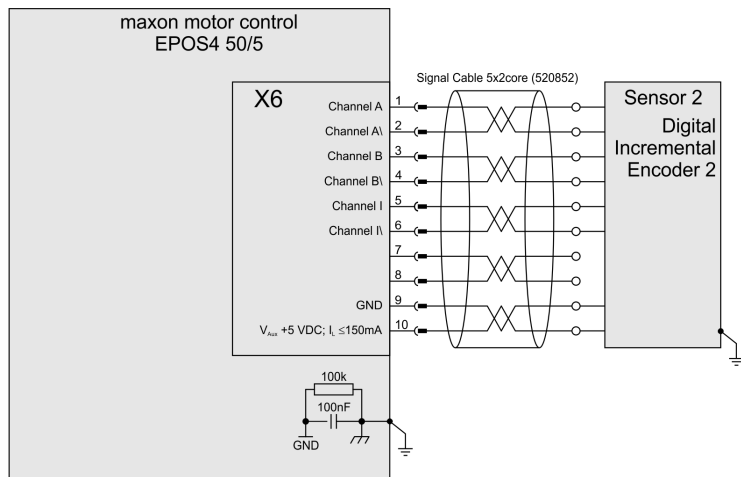 maxon motor control
EPOS4 50/5
Signal Cable 5x2core (520852)
X6
Sensor 2
Digital
Incremental
Encoder 2
Channel A 1
Channel A\ 2
Channel B 3
Channel B\ 4
Channel I 5
Channel I\ 6
7
8
GND 9
VAux +5 VDC; IL ≤150mA 10
100k
100nF
GND